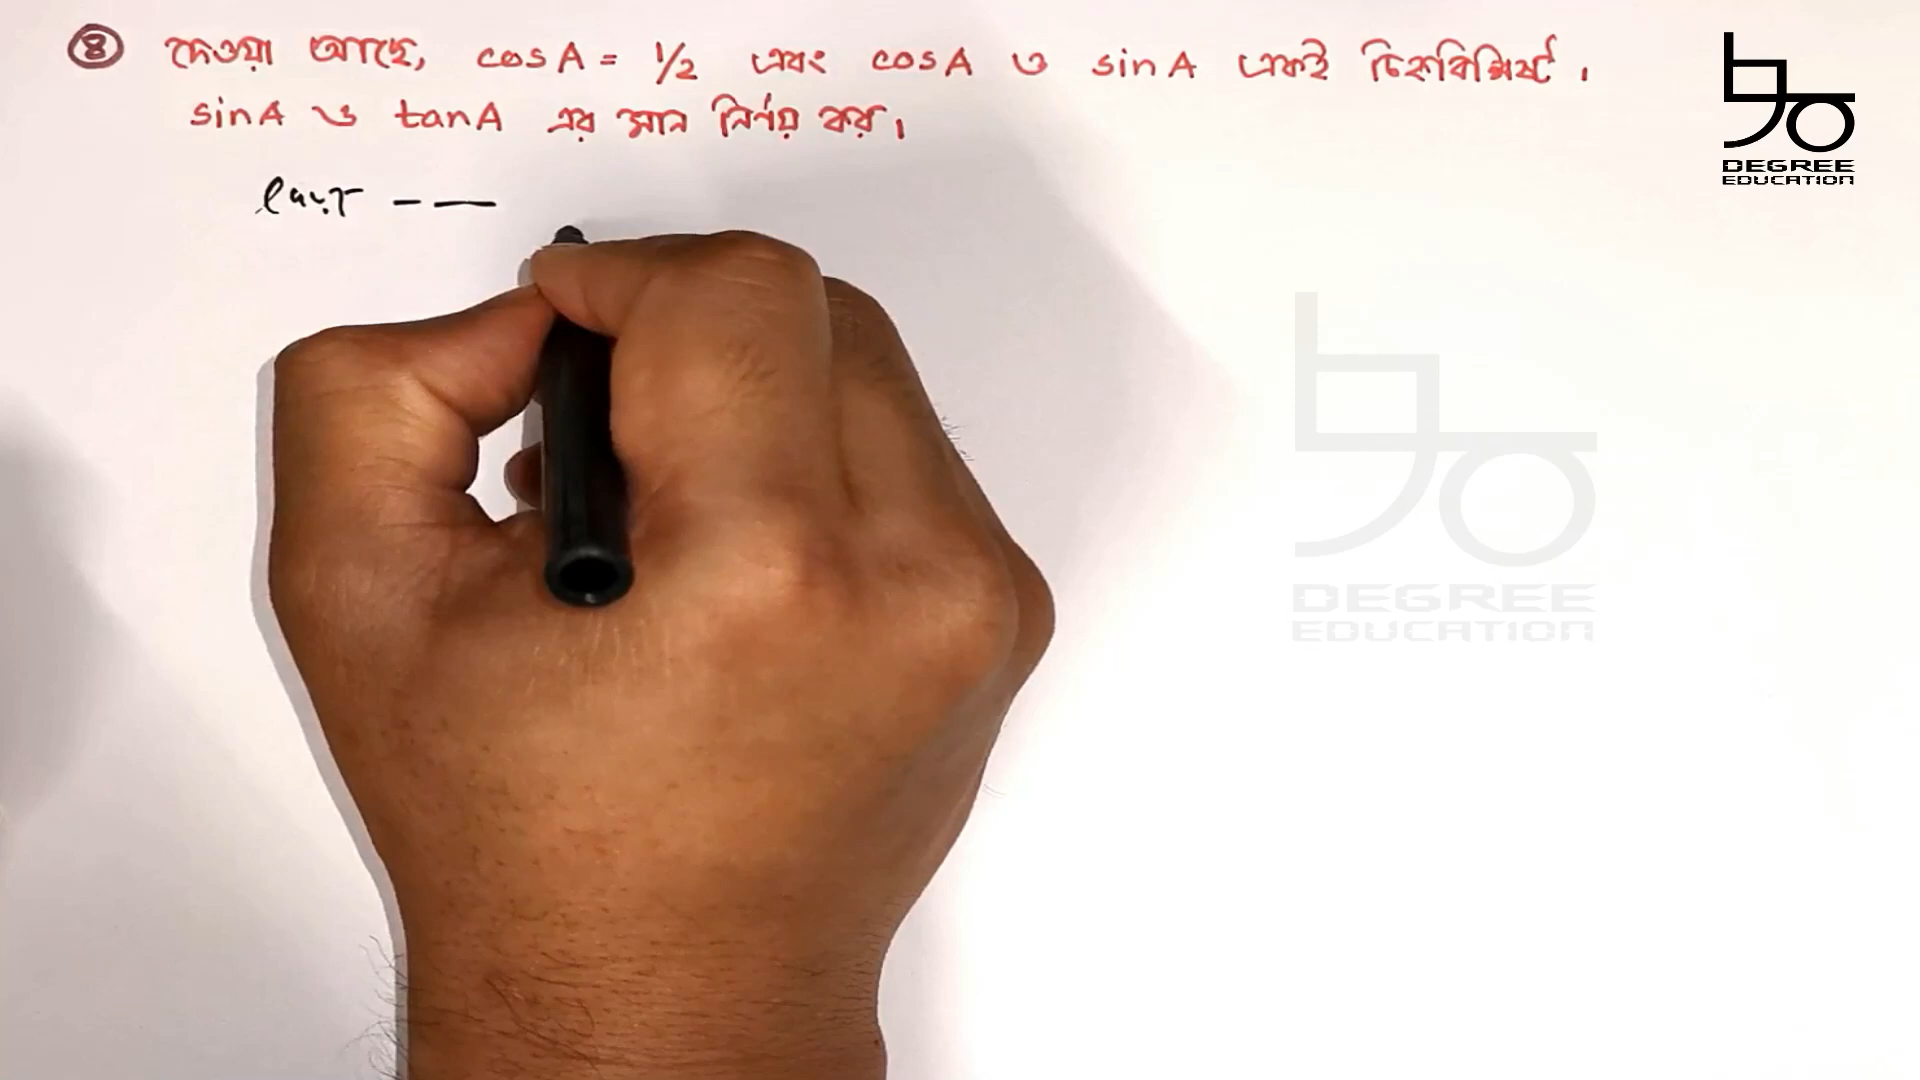 ⑧ দেওয়া আছে, cosA = 1/2 এবং cosA ও sinA একই চিহ্নবিশিষ্ট।
sinA ও tanA এর মান নির্ণয় কর।
DEGREE
EDUCATION
DEGREE
EDUCATION